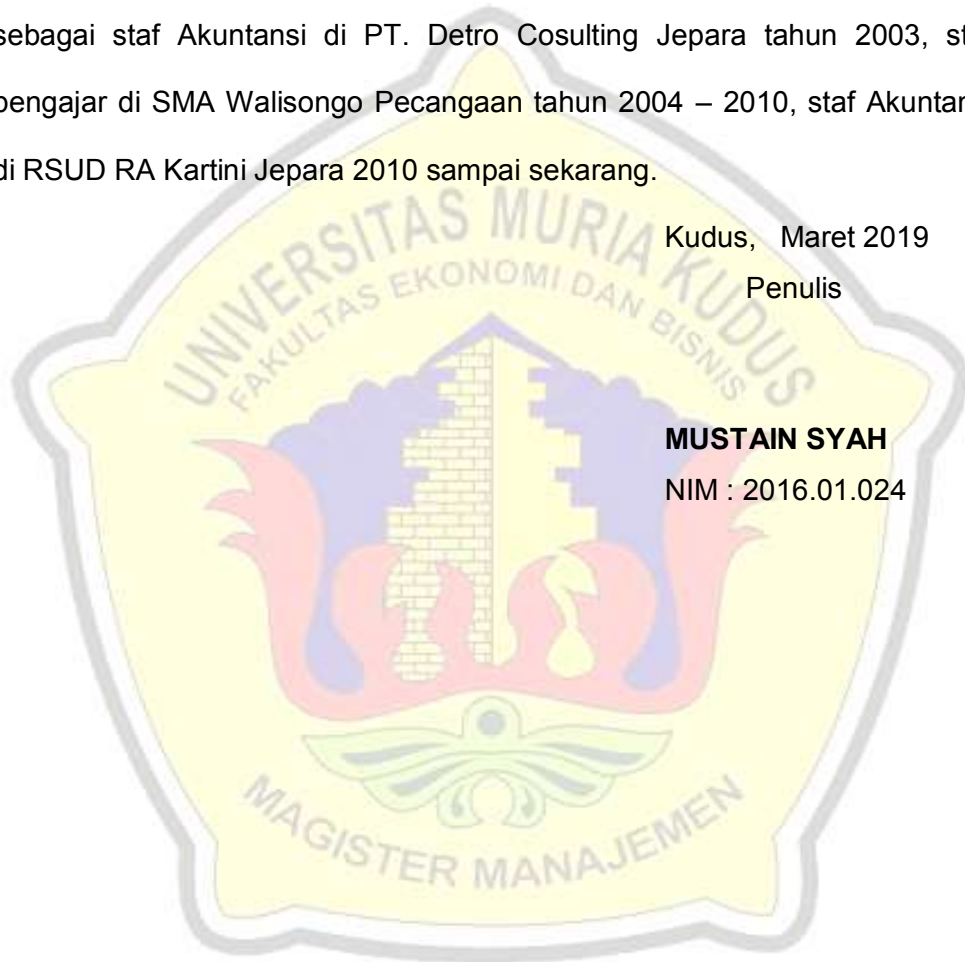 sebagai staf Akuntansi di PT. Detro Cosulting Jepara tahun 2003,
pengajar di SMA Walisongo Pecangaan tahun 2004 – 2010, staf
di RSUD RA Kartini Jepara 2010 sampai sekarang.
Kudus, Maret 2019
Penulis
MUSTAIN SYAH
NIM : 2016.01.024
UNIVERSITAS MURIA KUDUS
FAKULTAS EKONOMI DAN BISNIS
MAGISTER MANAJEMEN